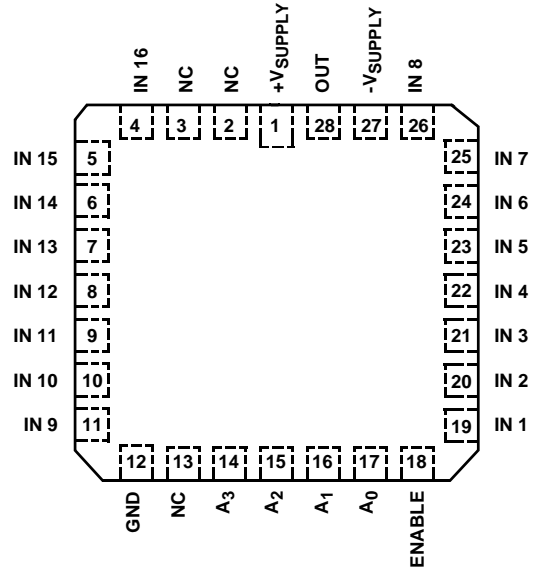 IN 16
NC
NC
+VSUPPLY
OUT
-VSUPPLY
IN 8
4
3
2
1
28
27
26
IN 15 5
25 IN 7
IN 14 6
24 IN 6
IN 13 7
23 IN 5
IN 12 8
22 IN 4
IN 11 9
21 IN 3
IN 10 10
20 IN 2
IN 9 11
19 IN 1
12
13
14
15
16
17
18
GND
NC
A3
A2
A1
A0
ENABLE